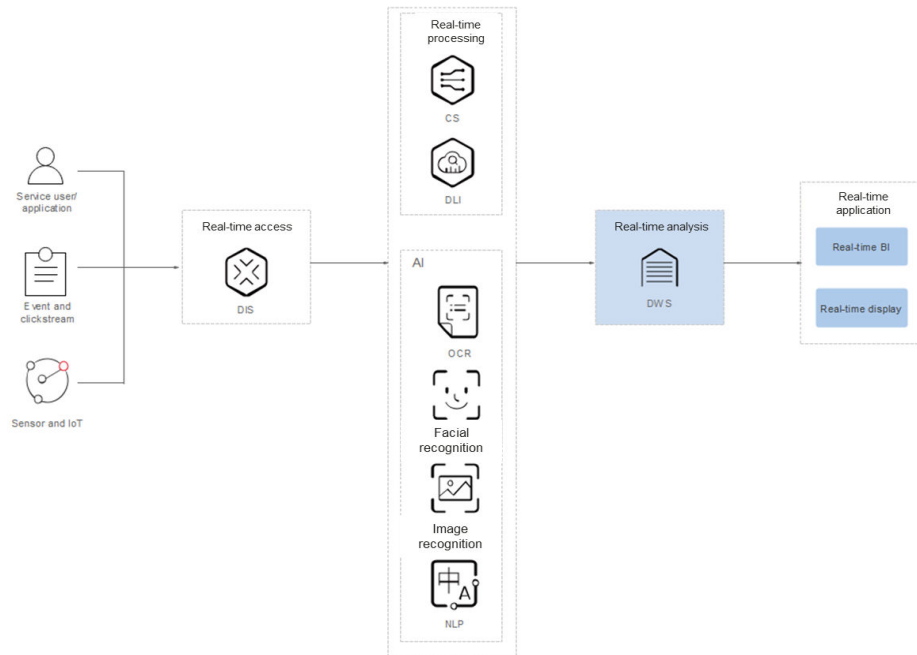 Service user/
application
Event and
clickstream
Sensor and IoT
Real-time access
DIS
Real-time
processing
CS
DLI
AI
OCR
Facial
recognition
Image
recognition
中A
NLP
Real-time analysis
DWS
Real-time
application
Real-time BI
Real-time display